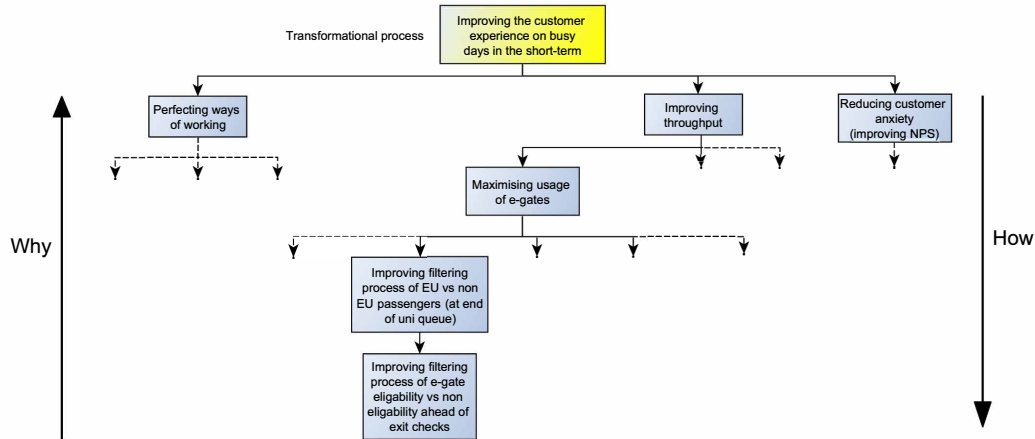 Transformational process
Improving the customer
experience on busy
days in the short-term
Perfecting ways
of working
Improving
throughput
Reducing customer
anxiety
(improving NPS)
Maximising usage
of e-gates
Why
How
Improving filtering
process of EU vs non
EU passengers (at end
of uni queue)
Improving filtering
process of e-gate
eligability vs non
eligability ahead of
exit checks